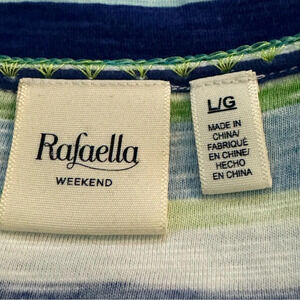 Rafaella
WEEKEND
L/G
MADE IN
CHINA/
FABRIQUÉ
EN CHINE/
HECHO
EN CHINA